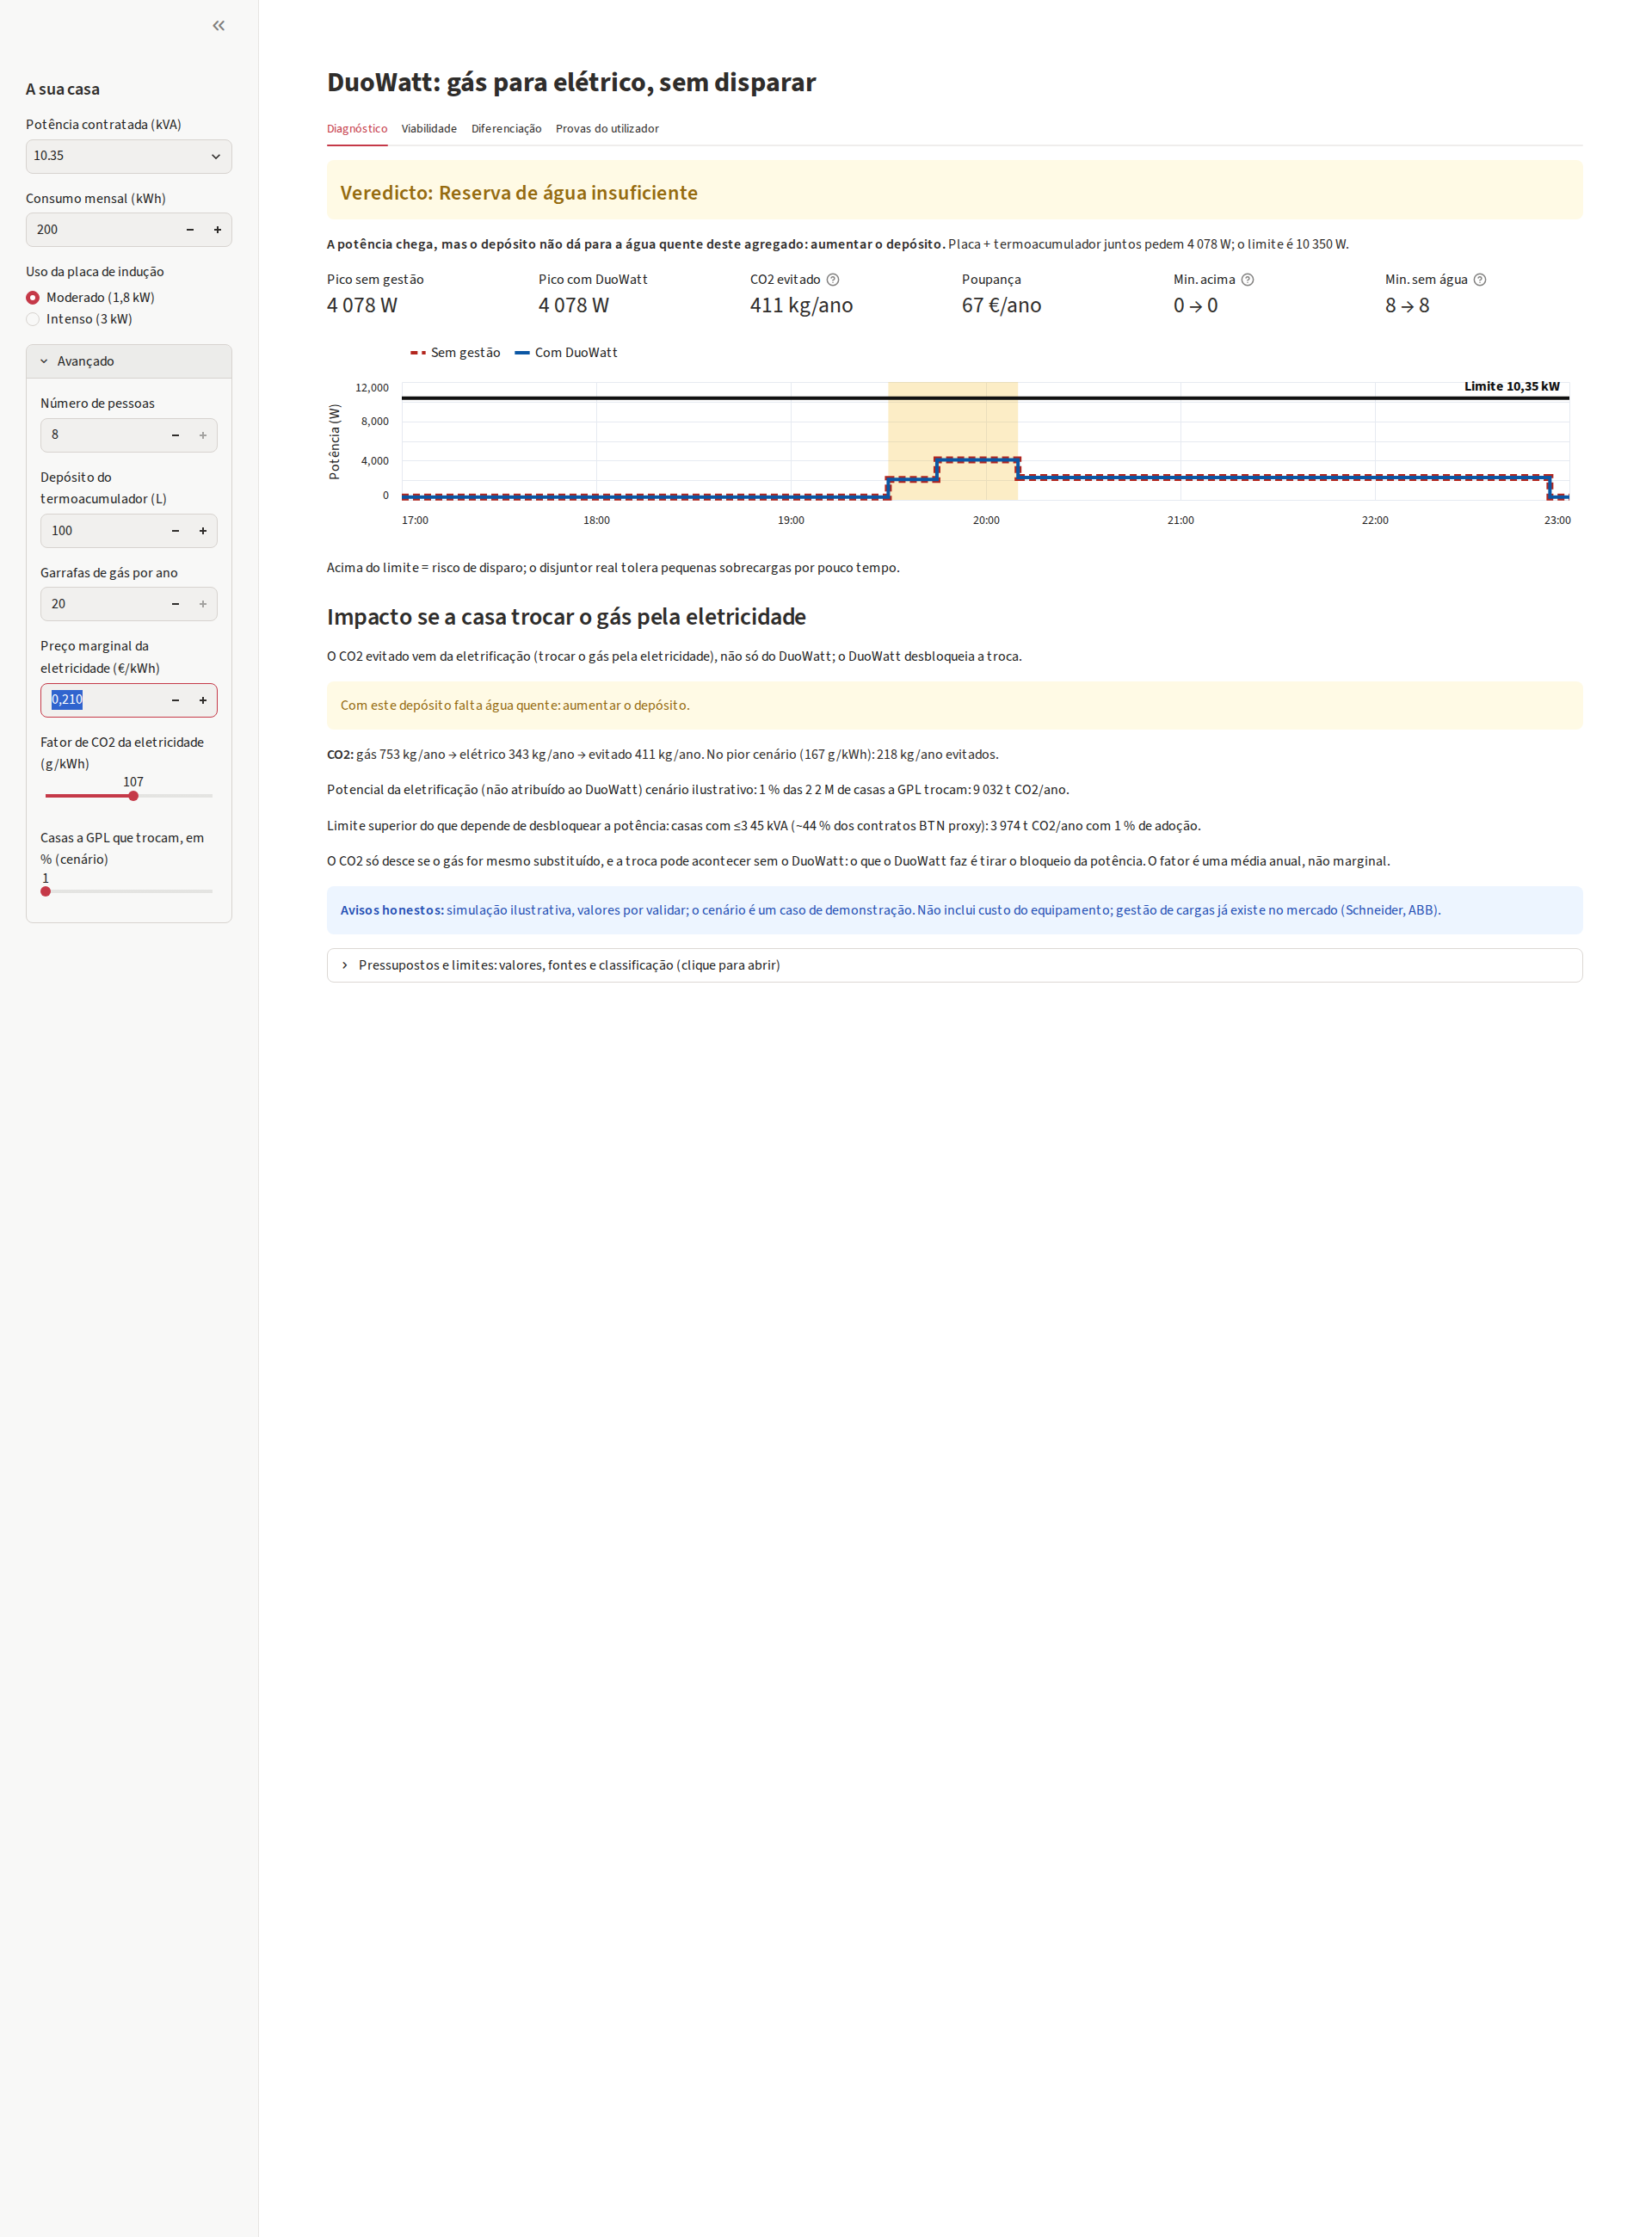 A sua casa
Potência contratada (kVA)
10.35
Consumo mensal (kWh)
200
Uso da placa de indução
Moderado (1,8 kW)
Intenso (3 kW)
Avançado
Número de pessoas
8
Depósito do
termoacumulador (L)
100
Garrafas de gás por ano
20
Preço marginal da
eletricidade (€/kWh)
0,210
Fator de CO2 da eletricidade
(g/kWh)
107
Casas a GPL que trocam, em
% (cenário)
1
DuoWatt: gás para elétrico, sem disparar
Diagnóstico Viabilidade Diferenciação Provas do utilizador
Veredicto: Reserva de água insuficiente
A potência chega, mas o depósito não dá para a água quente deste agregado: aumentar o depósito. Placa + termoacumulador juntos pedem 4 078 W; o limite é 10 350 W.
Pico sem gestão Pico com DuoWatt CO2 evitado Poupança Min. acima Min. sem água
4 078 W 4 078 W 411 kg/ano 67 €/ano 0 → 0 8 → 8
Sem gestão Com DuoWatt
Limite 10,35 kW
Potência (W)
12,000
8,000
4,000
0
17:00 18:00 19:00 20:00 21:00 22:00 23:00
Acima do limite = risco de disparo; o disjuntor real tolera pequenas sobrecargas por pouco tempo.
Impacto se a casa trocar o gás pela eletricidade
O CO2 evitado vem da eletrificação (trocar o gás pela eletricidade), não só do DuoWatt; o DuoWatt desbloqueia a troca.
Com este depósito falta água quente: aumentar o depósito.
CO2: gás 753 kg/ano → elétrico 343 kg/ano → evitado 411 kg/ano. No pior cenário (167 g/kWh): 218 kg/ano evitados.
Potencial da eletrificação (não atribuído ao DuoWatt) cenário ilustrativo: 1 % das 2 2 M de casas a GPL trocam: 9 032 t CO2/ano.
Limite superior do que depende de desbloquear a potência: casas com ≤3 45 kVA (~44 % dos contratos BTN proxy): 3 974 t CO2/ano com 1 % de adoção.
O CO2 só desce se o gás for mesmo substituído, e a troca pode acontecer sem o DuoWatt: o que o DuoWatt faz é tirar o bloqueio da potência. O fator é uma média anual, não marginal.
Avisos honestos: simulação ilustrativa, valores por validar; o cenário é um caso de demonstração. Não inclui custo do equipamento; gestão de cargas já existe no mercado (Schneider, ABB).
Pressupostos e limites: valores, fontes e classificação (clique para abrir)